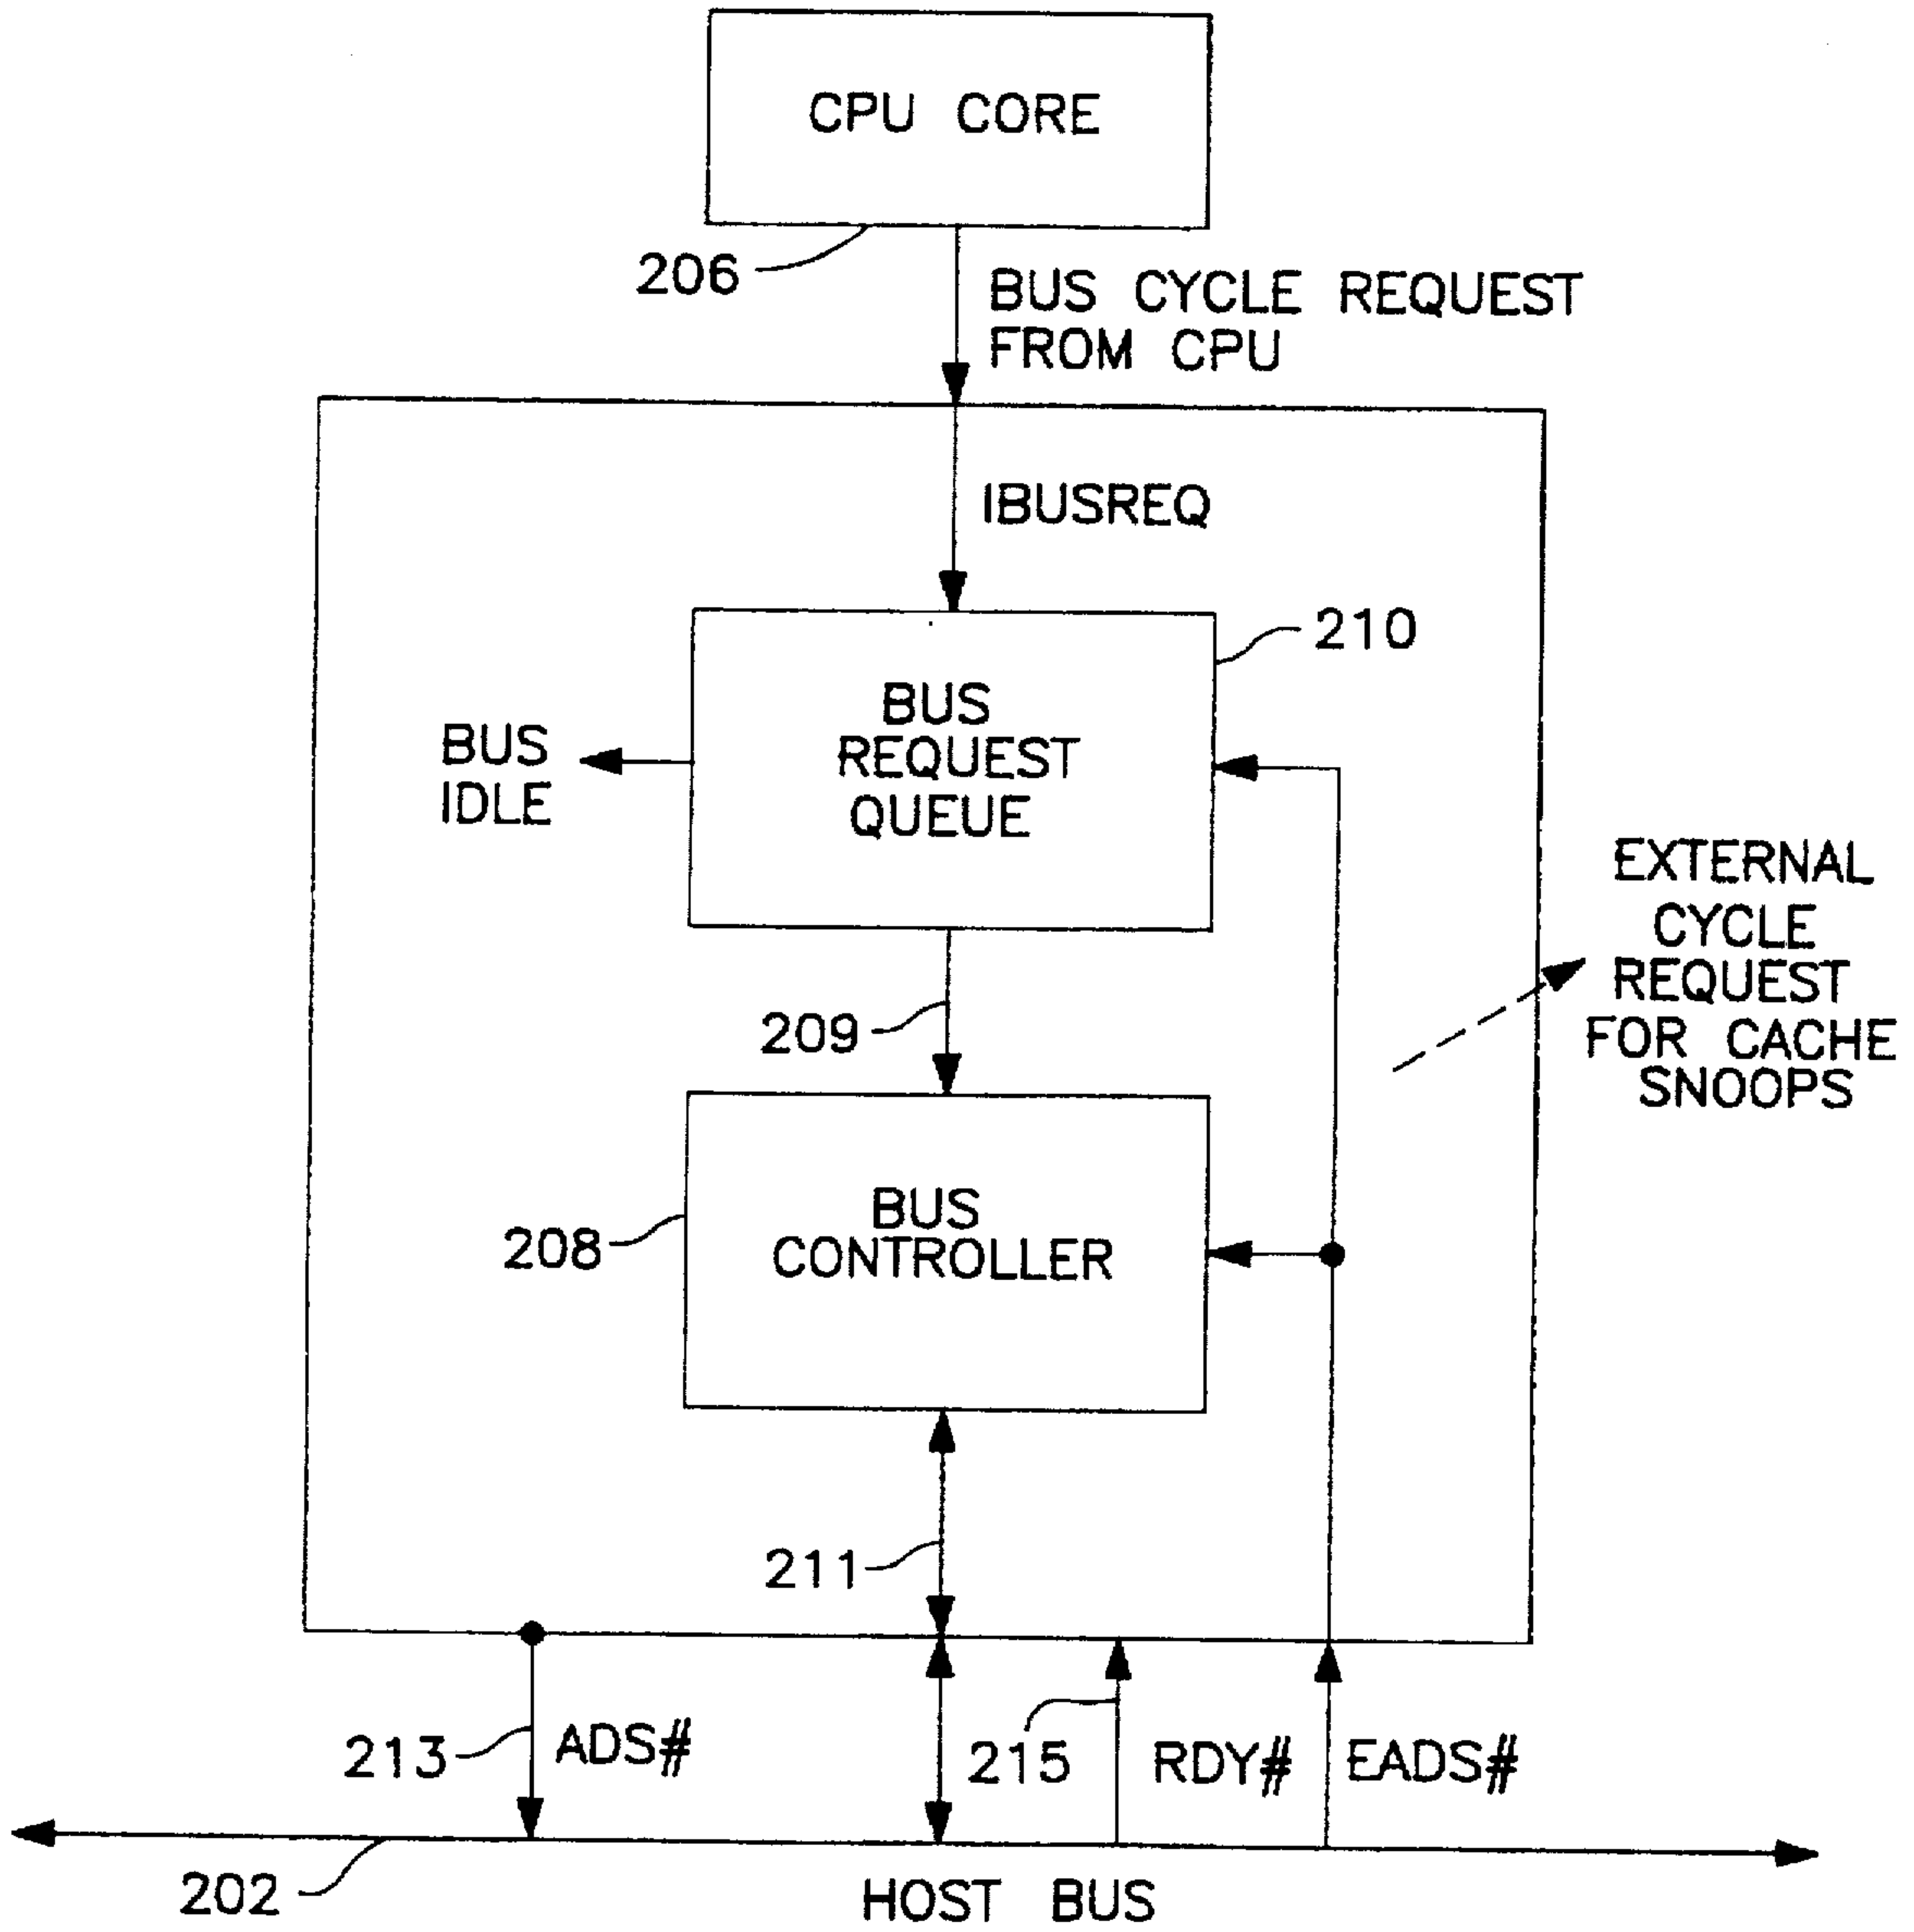 CPU CORE
206
BUS CYCLE REQUEST
FROM CPU
IBUSREQ
210
BUS
REQUEST
QUEUE
BUS
IDLE
EXTERNAL
CYCLE
REQUEST
FOR CACHE
SNOOPS
209
BUS
CONTROLLER
208
211
213
ADS#
215
RDY#
EADS#
202
HOST BUS